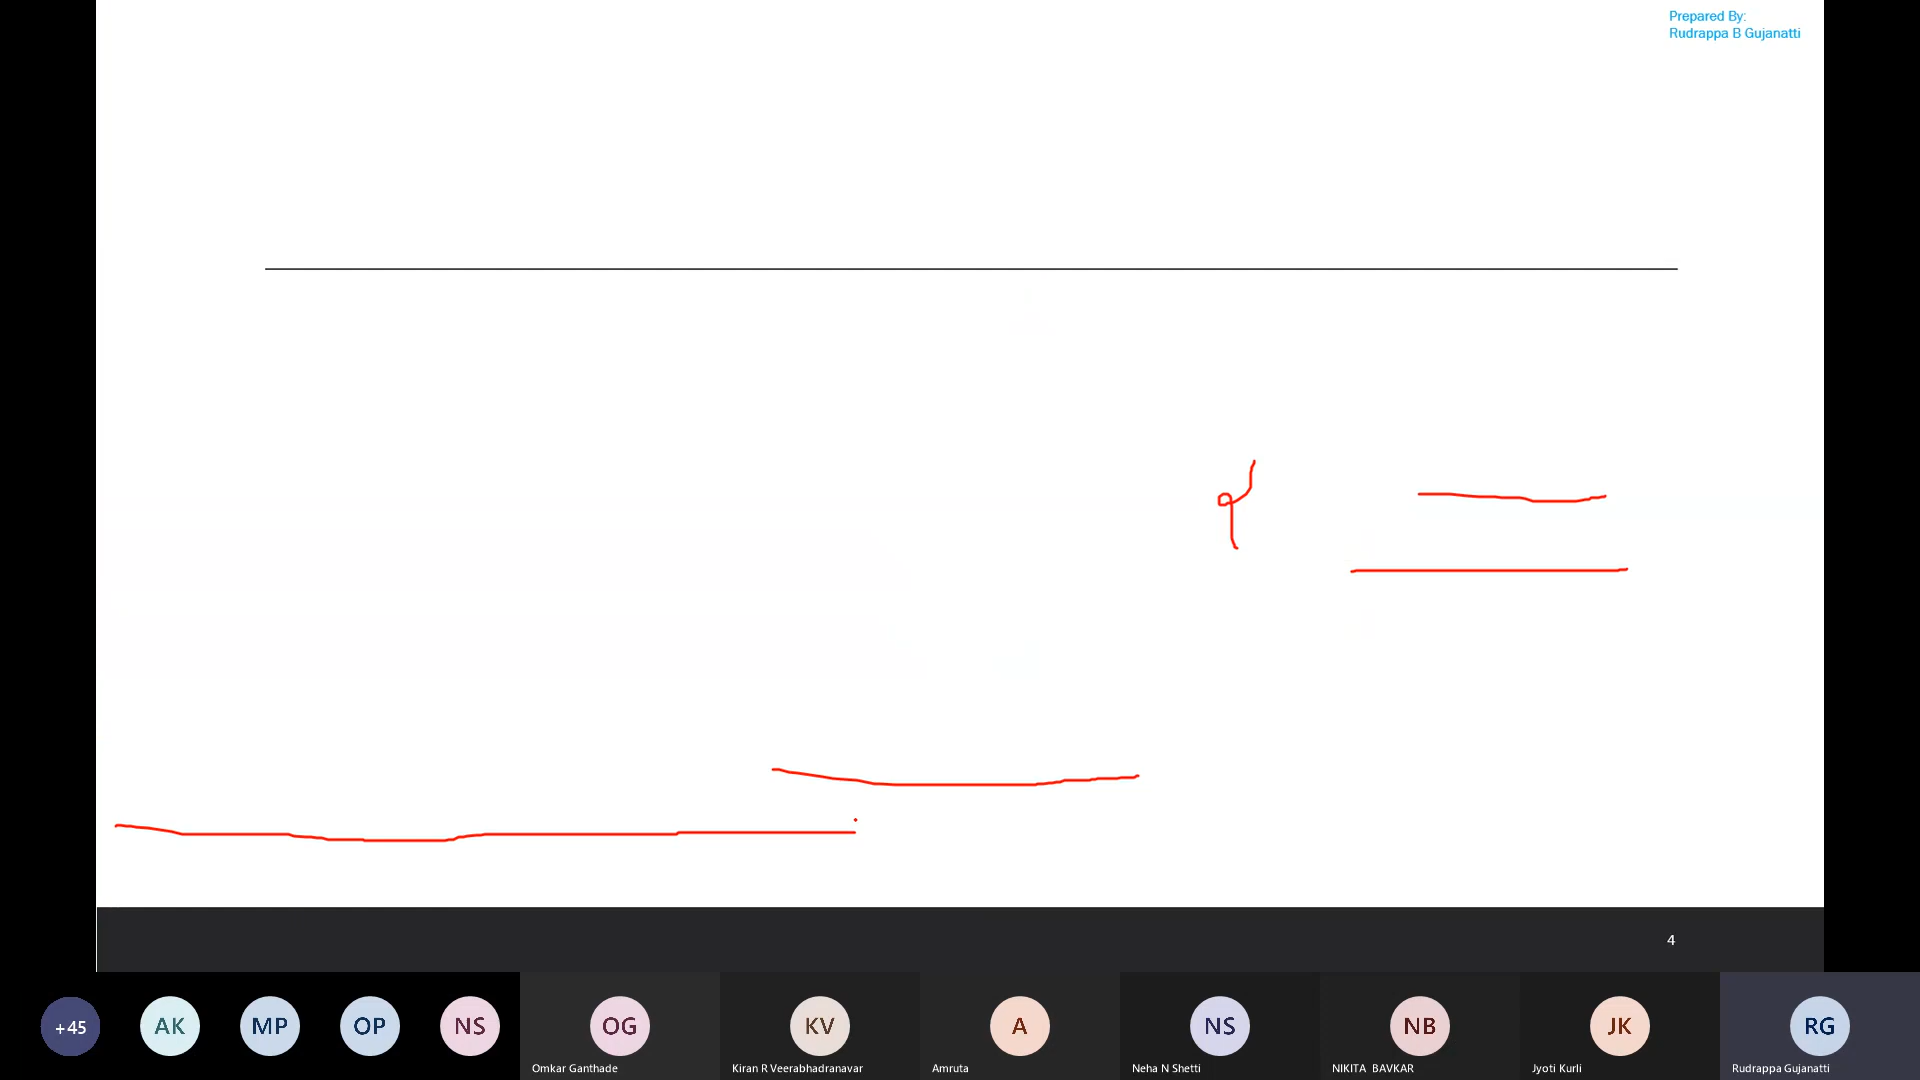 Prepared By:
Rudrappa B Gujanatti
4
+45
AK
MP
OP
NS
OG
KV
A
NS
NB
JK
RG
Omkar Ganthade
Kiran R Veerabhadranavar
Amruta
Neha N Shetti
NIKITA BAVKAR
Jyoti Kurli
Rudrappa Gujanatti